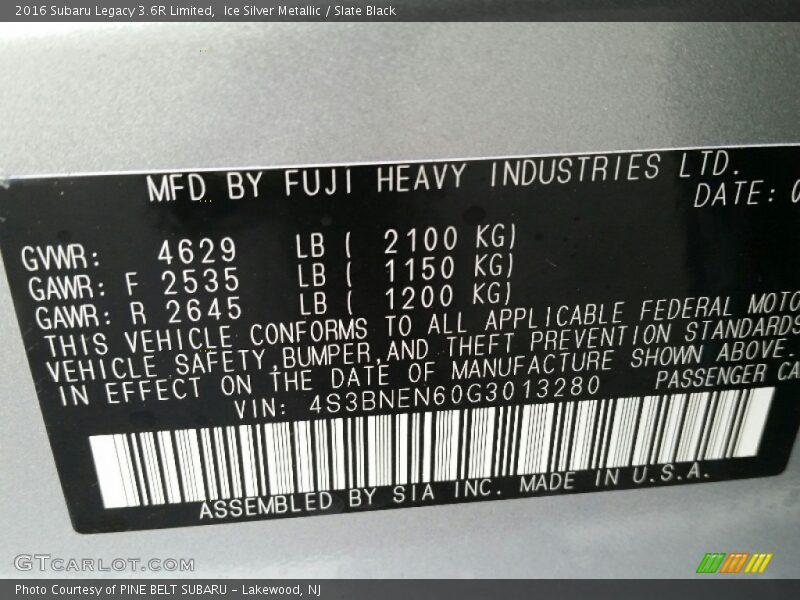 2016 Subaru Legacy 3.6R Limited,  Ice Silver Metallic / Slate Black
MFD BY FUJI HEAVY INDUSTRIES LTD.
DATE: 0
GVWR: 4629 LB ( 2100 KG)
GAWR: F 2535 LB ( 1150 KG)
GAWR: R 2645 LB ( 1200 KG)
THIS VEHICLE CONFORMS TO ALL APPLICABLE FEDERAL MOTO
VEHICLE SAFETY,BUMPER,AND THEFT PREVENTION STANDARDS
IN EFFECT ON THE DATE OF MANUFACTURE SHOWN ABOVE.
VIN: 4S3BNEN60G3013280 PASSENGER CA
ASSEMBLED BY SIA INC. MADE IN U.S.A.
GTCARLOT.COM
Photo Courtesy of PINE BELT SUBARU - Lakewood, NJ